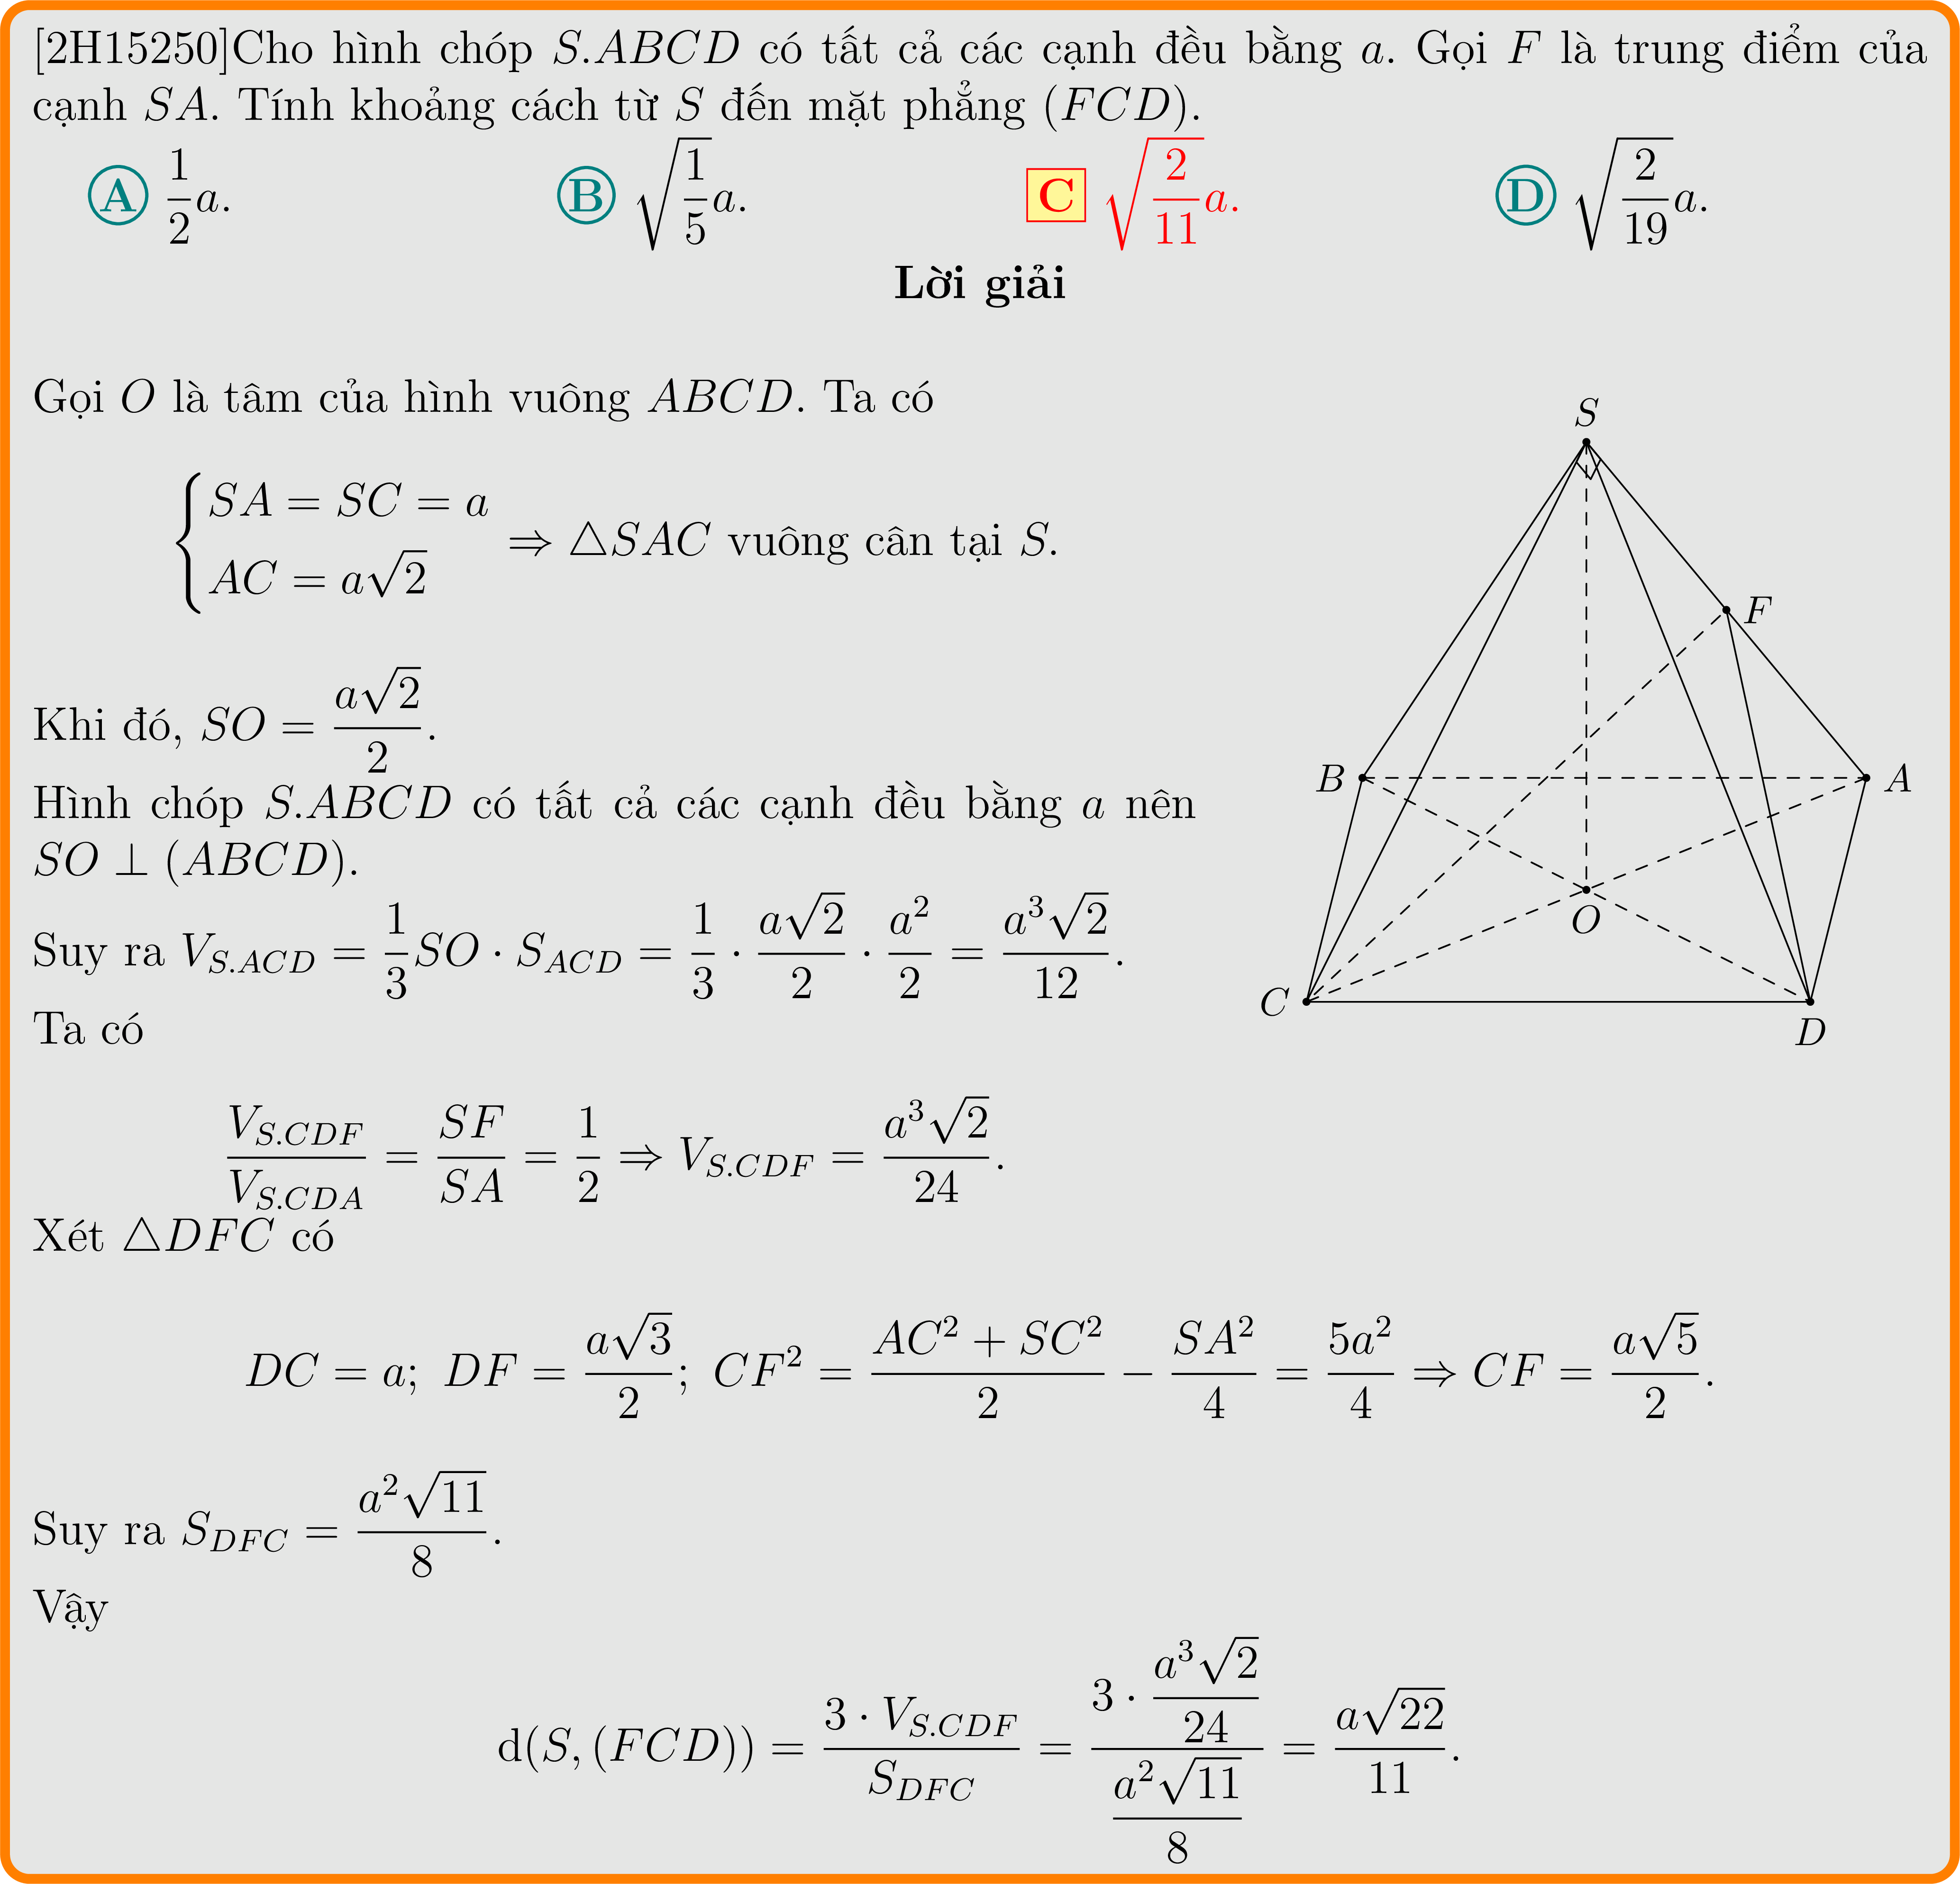 [2H15250]Cho hình chóp S.ABCD có tất cả các cạnh đều bằng a. Gọi F là trung điểm của
cạnh SA. Tính khoảng cách từ S đến mặt phẳng (FCD).
A $\frac{1}{2}a$. B $\sqrt{\frac{1}{5}}a$. C $\sqrt{\frac{2}{11}}a$. D $\sqrt{\frac{2}{19}}a$.
Lời giải
Gọi O là tâm của hình vuông ABCD. Ta có
$\begin{cases} SA = SC = a \\ AC = a\sqrt{2} \end{cases} \Rightarrow \triangle SAC$ vuông cân tại S.
Khi đó, $SO = \frac{a\sqrt{2}}{2}$.
Hình chóp S.ABCD có tất cả các cạnh đều bằng a nên
SO ⊥ (ABCD).
Suy ra $V_{S.ACD} = \frac{1}{3}SO \cdot S_{ACD} = \frac{1}{3} \cdot \frac{a\sqrt{2}}{2} \cdot \frac{a^2}{2} = \frac{a^3\sqrt{2}}{12}$.
Ta có
$\frac{V_{S.CDF}}{V_{S.CDA}} = \frac{SF}{SA} = \frac{1}{2} \Rightarrow V_{S.CDF} = \frac{a^3\sqrt{2}}{24}$.
S
F
B
A
O
C
D
Xét △DFC có
$DC = a; DF = \frac{a\sqrt{3}}{2}; CF^2 = \frac{AC^2 + SC^2}{2} - \frac{SA^2}{4} = \frac{5a^2}{4} \Rightarrow CF = \frac{a\sqrt{5}}{2}$.
Suy ra $S_{DFC} = \frac{a^2\sqrt{11}}{8}$.
Vậy
$\mathrm{d}(S, (FCD)) = \frac{3 \cdot V_{S.CDF}}{S_{DFC}} = \frac{3 \cdot \frac{a^3\sqrt{2}}{24}}{\frac{a^2\sqrt{11}}{8}} = \frac{a\sqrt{22}}{11}$.